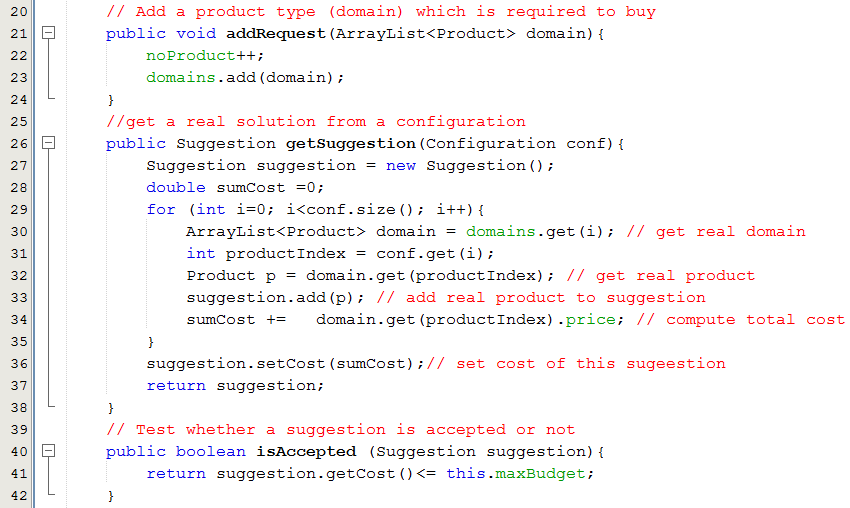 20 // Add a product type (domain) which is required to buy
21 public void addRequest(ArrayList<Product> domain){
22 noProduct++;
23 domains.add(domain);
24 }
25 //get a real solution from a configuration
26 public Suggestion getSuggestion(Configuration conf){
27 Suggestion suggestion = new Suggestion();
28 double sumCost =0;
29 for (int i=0; i<conf.size(); i++){
30 ArrayList<Product> domain = domains.get(i); // get real domain
31 int productIndex = conf.get(i);
32 Product p = domain.get(productIndex); // get real product
33 suggestion.add(p); // add real product to suggestion
34 sumCost += domain.get(productIndex).price; // compute total cost
35 }
36 suggestion.setCost(sumCost);// set cost of this sugeestion
37 return suggestion;
38 }
39 // Test whether a suggestion is accepted or not
40 public boolean isAccepted (Suggestion suggestion){
41 return suggestion.getCost()<= this.maxBudget;
42 }